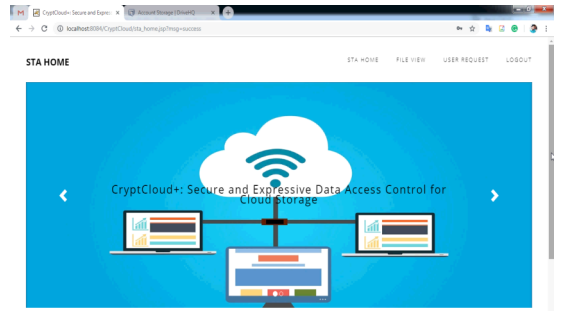 CryptCloud+: Secure and Expres
Account Storage | DriveHQ
localhost:8084/CryptCloud/sta_home.jsp?msg=success
STA HOME
STA HOME FILE VIEW USER REQUEST LOGOUT
CryptCloud+: Secure and Expressive Data Access Control for
Cloud Storage